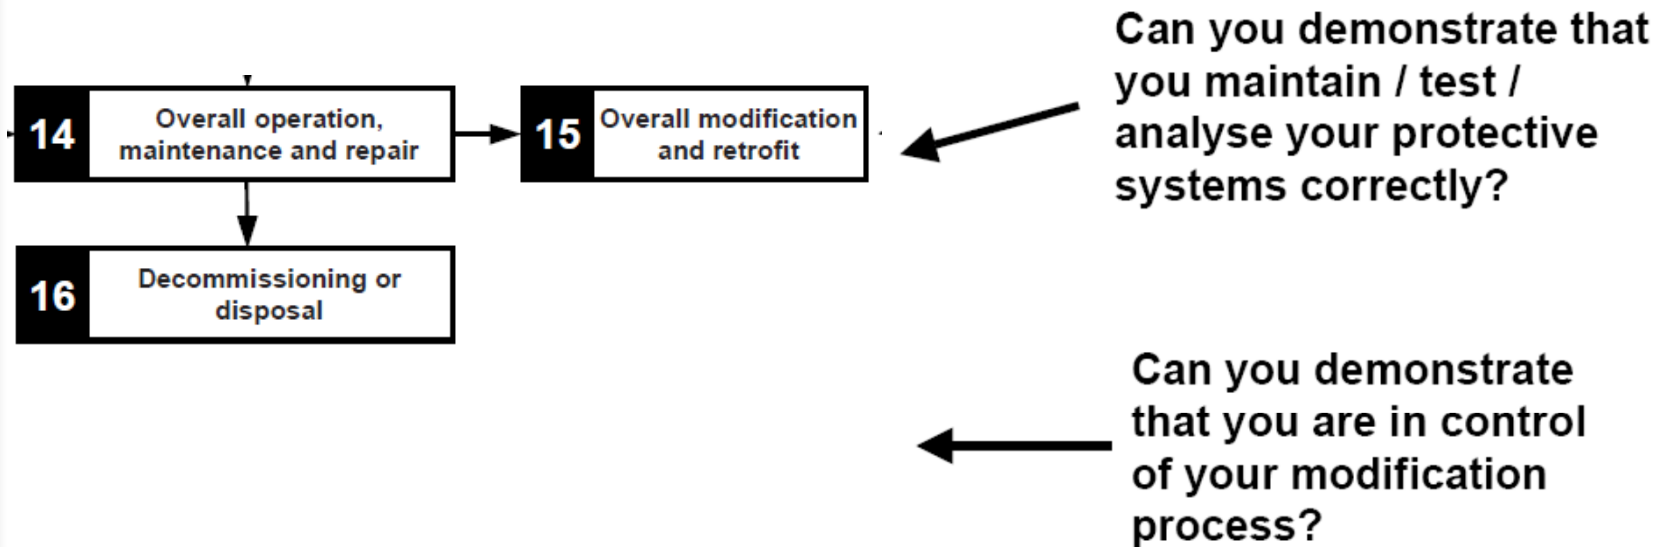 14
Overall operation,
maintenance and repair
15
Overall modification
and retrofit
16
Decommissioning or
disposal
Can you demonstrate that
you maintain / test /
analyse your protective
systems correctly?
Can you demonstrate
that you are in control
of your modification
process?